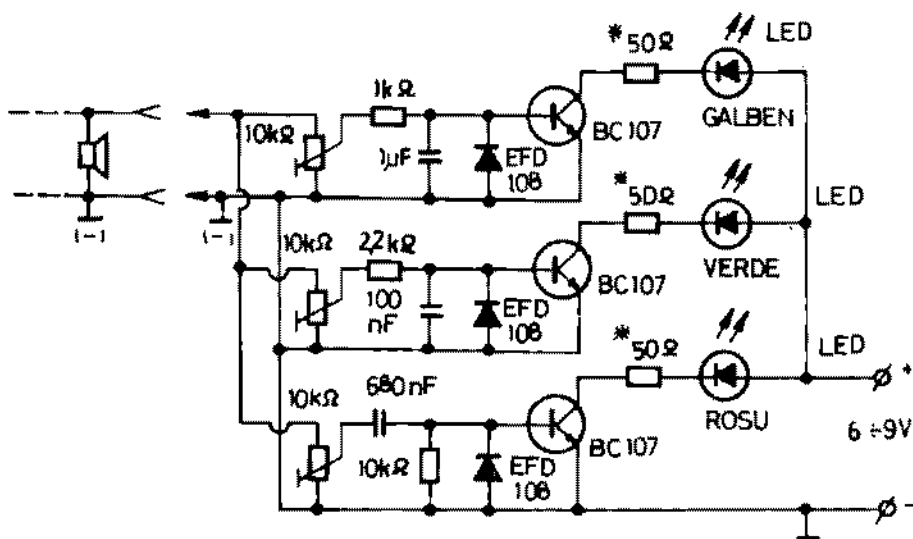 *50Ω
LED
1kΩ
10kΩ
GALBEN
BC107
1µF
EFD
108
*50Ω
LED
(-)
(-)
10kΩ
2,2kΩ
VERDE
BC107
100
nF
EFD
108
*50Ω
LED
+
10kΩ
680nF
ROSU
BC107
6÷9V
10kΩ
EFD
108
-